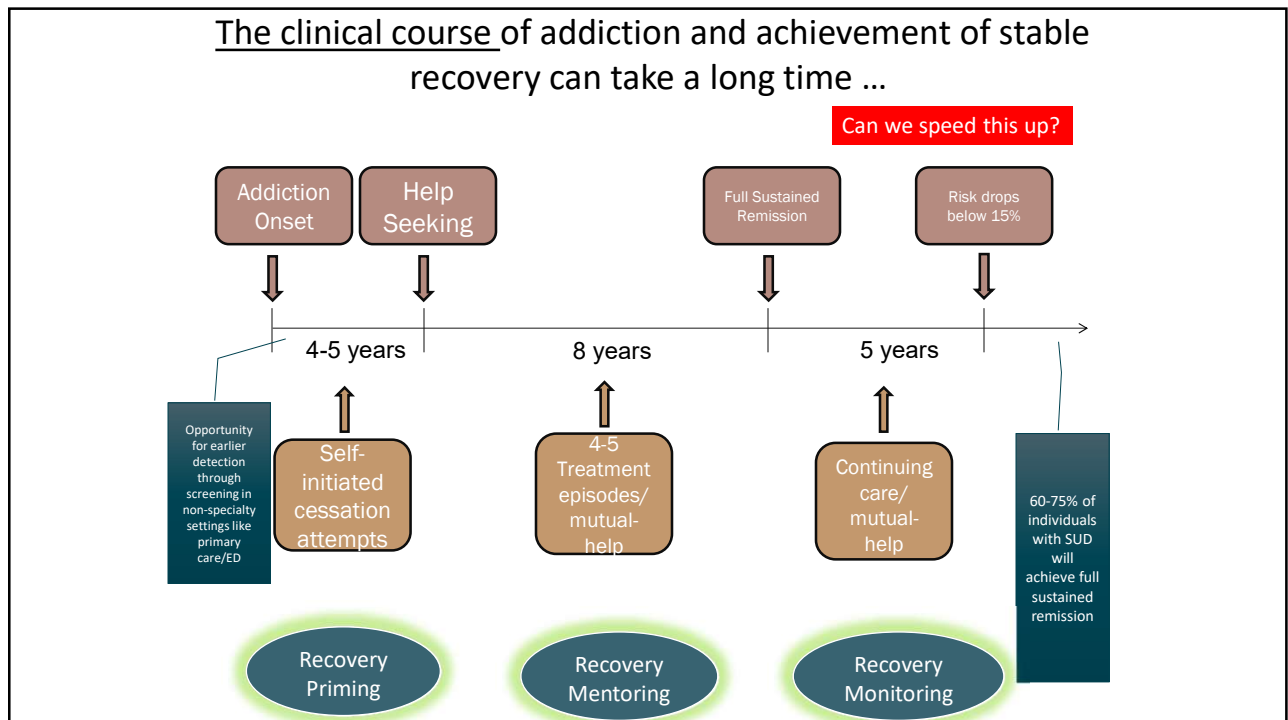 The clinical course of addiction and achievement of stable
recovery can take a long time …
Can we speed this up?
Addiction
Onset
Help
Seeking
Full Sustained
Remission
Risk drops
below 15%
4-5 years
8 years
5 years
Opportunity
for earlier
detection
through
screening in
non-specialty
settings like
primary
care/ED
Self-
initiated
cessation
attempts
4-5
Treatment
episodes/
mutual-
help
Continuing
care/
mutual-
help
60-75% of
individuals
with SUD
will
achieve full
sustained
remission
Recovery
Priming
Recovery
Mentoring
Recovery
Monitoring